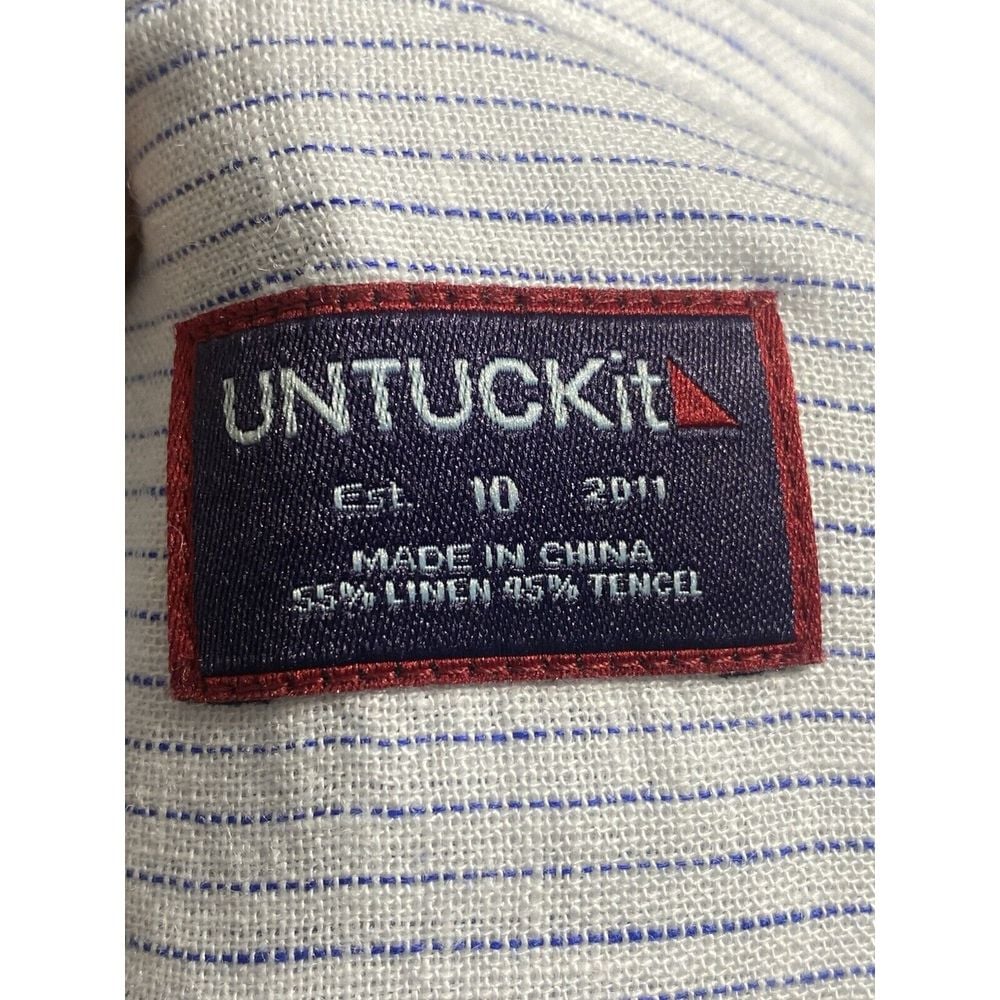 UNTUCKit
Est. 10 2011
MADE IN CHINA
55% LINEN 45% TENCEL